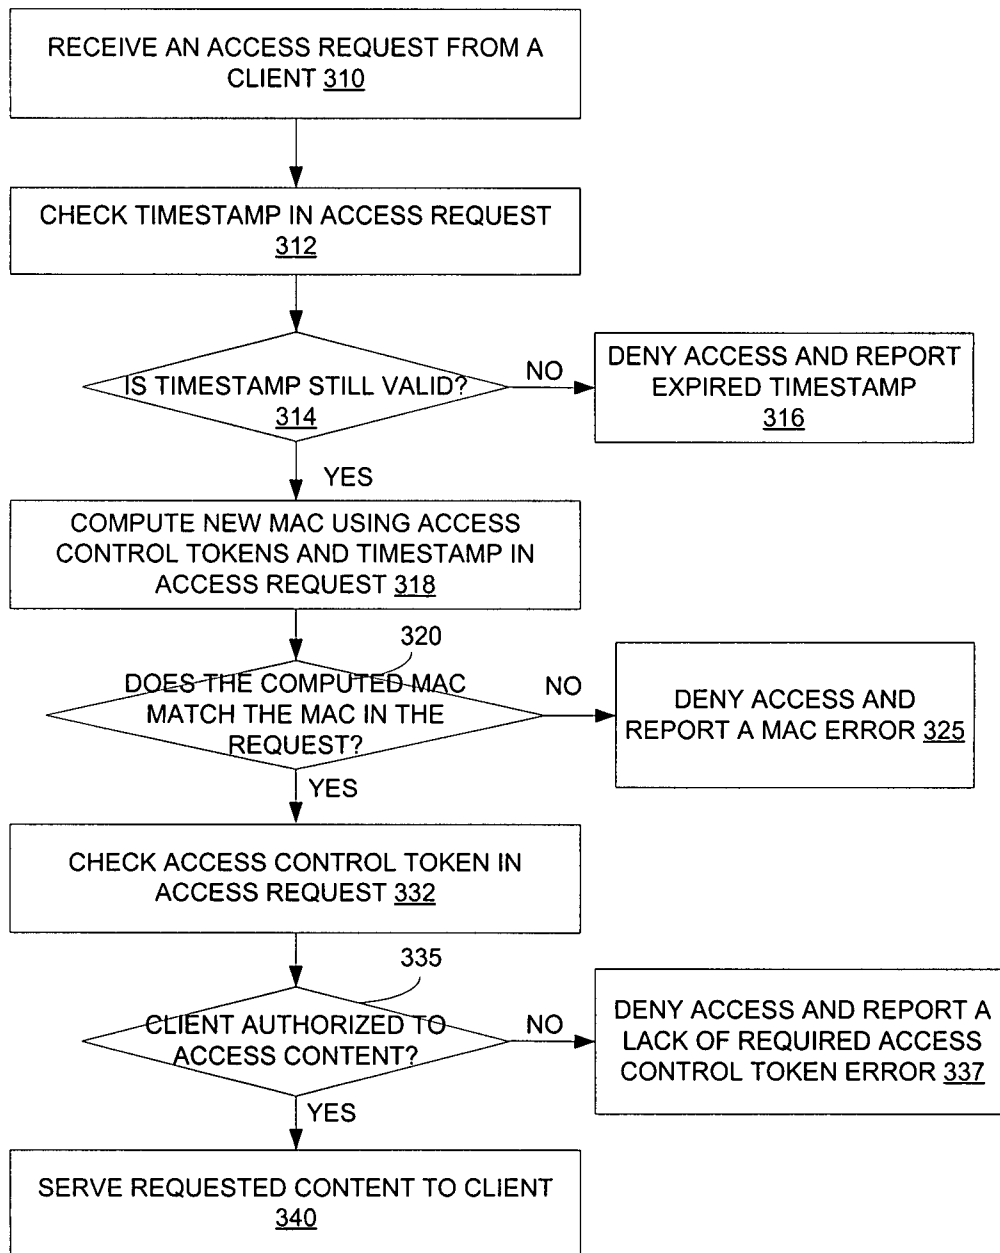 RECEIVE AN ACCESS REQUEST FROM A
CLIENT 310
CHECK TIMESTAMP IN ACCESS REQUEST
312
IS TIMESTAMP STILL VALID?
314
NO
DENY ACCESS AND REPORT
EXPIRED TIMESTAMP
316
YES
COMPUTE NEW MAC USING ACCESS
CONTROL TOKENS AND TIMESTAMP IN
ACCESS REQUEST 318
320
DOES THE COMPUTED MAC
MATCH THE MAC IN THE
REQUEST?
NO
DENY ACCESS AND
REPORT A MAC ERROR 325
YES
CHECK ACCESS CONTROL TOKEN IN
ACCESS REQUEST 332
335
CLIENT AUTHORIZED TO
ACCESS CONTENT?
NO
DENY ACCESS AND REPORT A
LACK OF REQUIRED ACCESS
CONTROL TOKEN ERROR 337
YES
SERVE REQUESTED CONTENT TO CLIENT
340